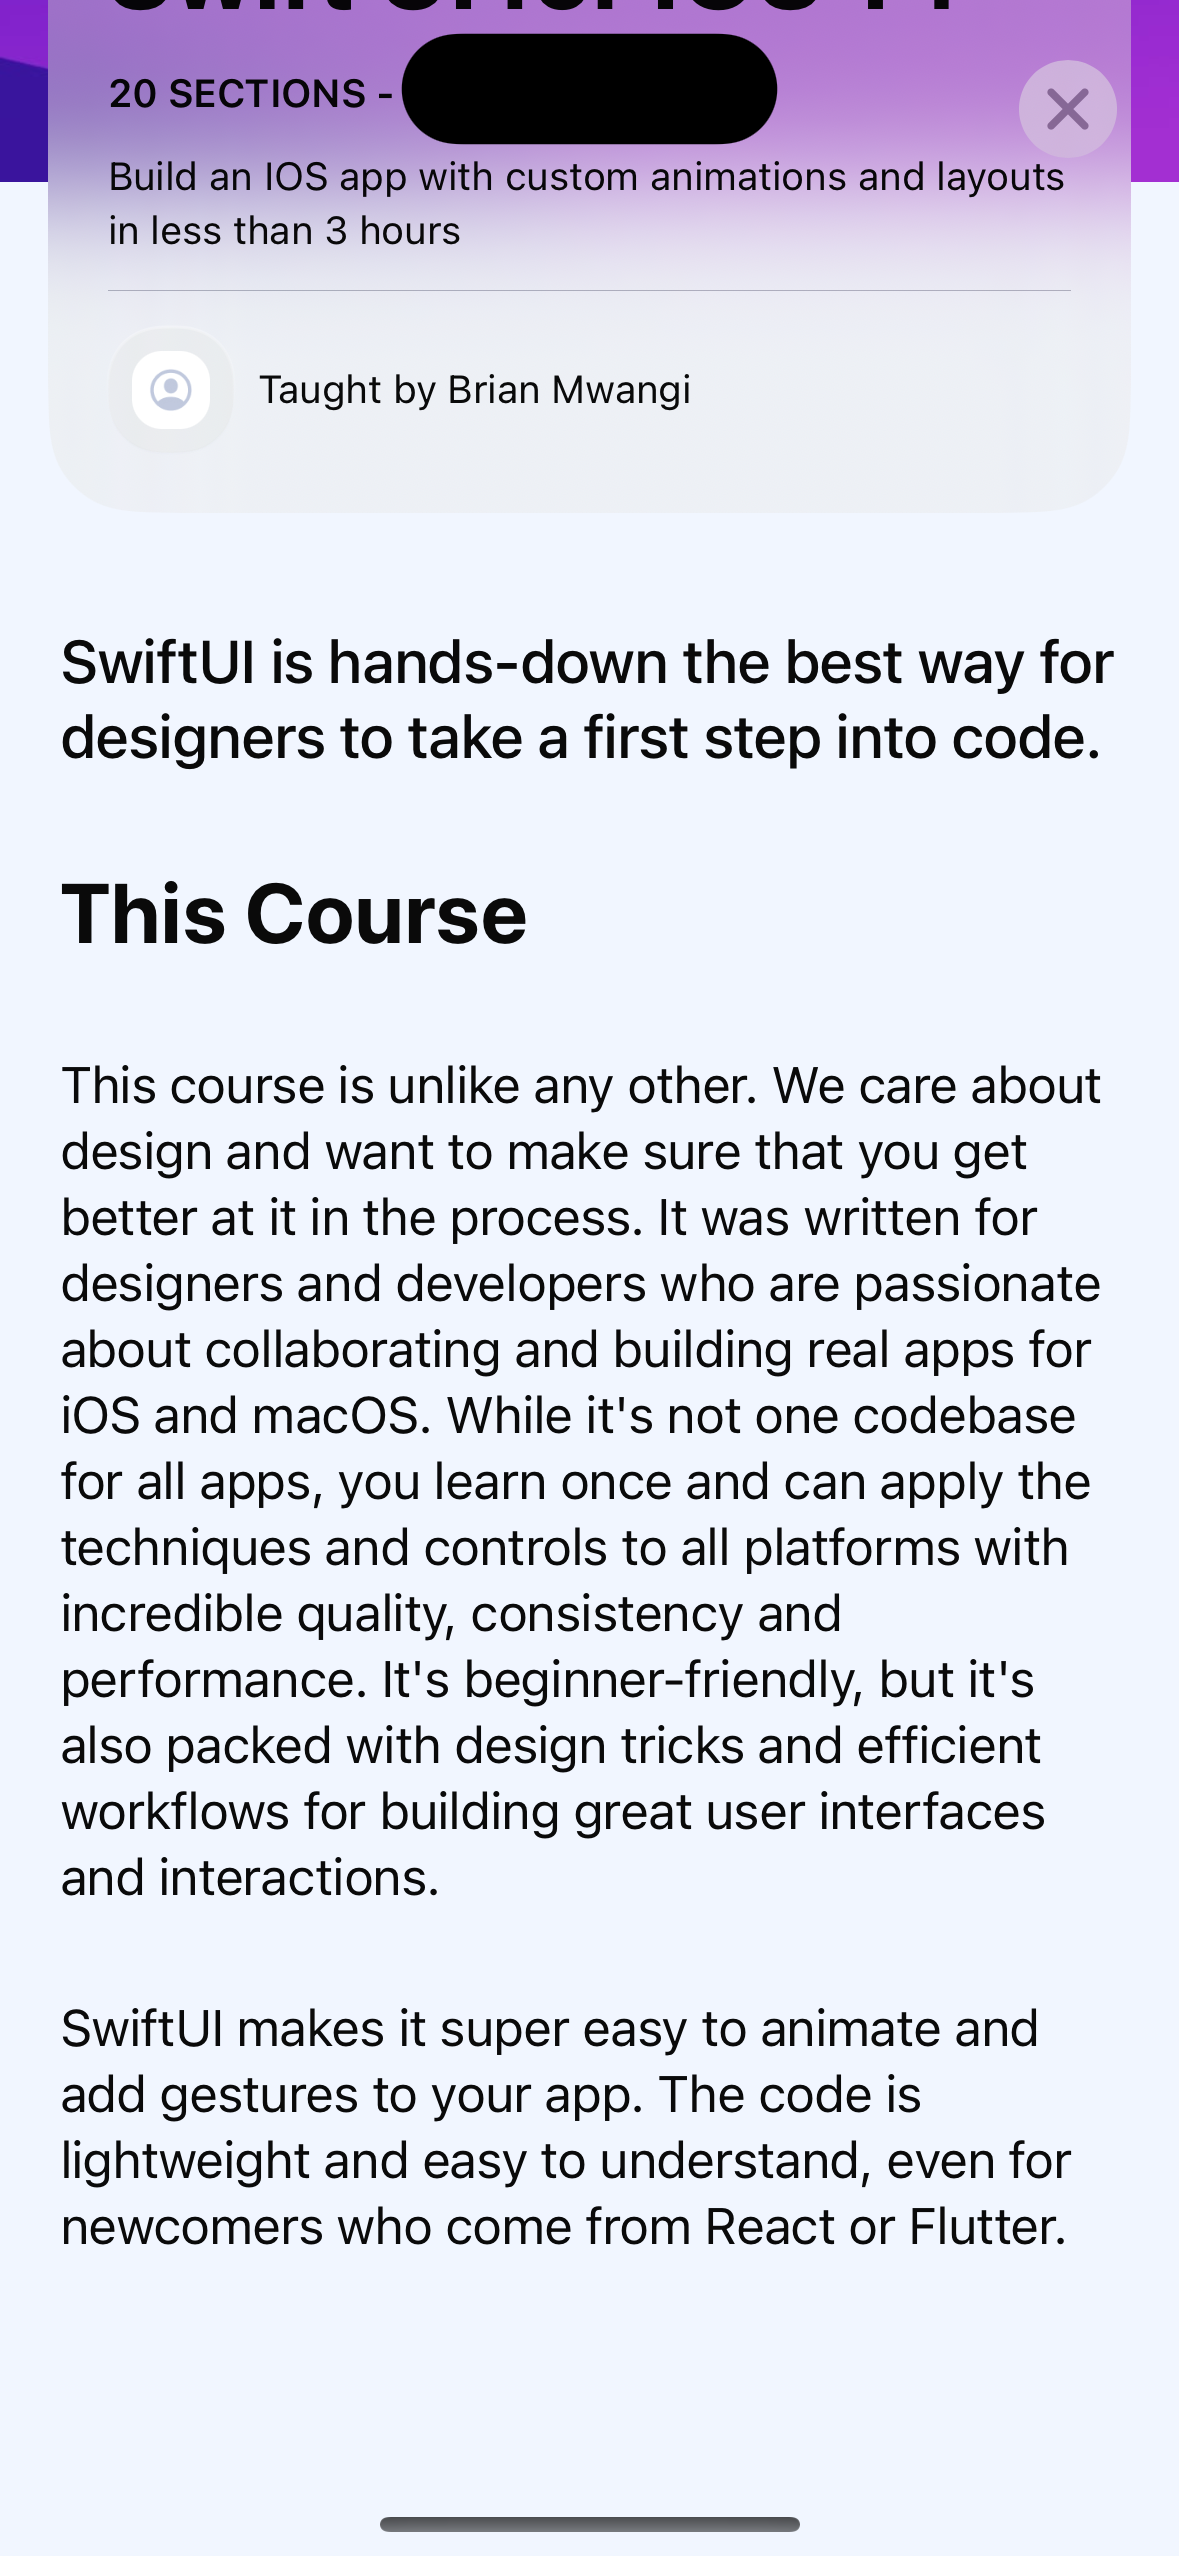 20 SECTIONS -
Build an IOS app with custom animations and layouts
in less than 3 hours
Taught by Brian Mwangi
SwiftUI is hands-down the best way for
designers to take a first step into code.
This Course
This course is unlike any other. We care about
design and want to make sure that you get
better at it in the process. It was written for
designers and developers who are passionate
about collaborating and building real apps for
iOS and macOS. While it's not one codebase
for all apps, you learn once and can apply the
techniques and controls to all platforms with
incredible quality, consistency and
performance. It's beginner-friendly, but it's
also packed with design tricks and efficient
workflows for building great user interfaces
and interactions.
SwiftUI makes it super easy to animate and
add gestures to your app. The code is
lightweight and easy to understand, even for
newcomers who come from React or Flutter.